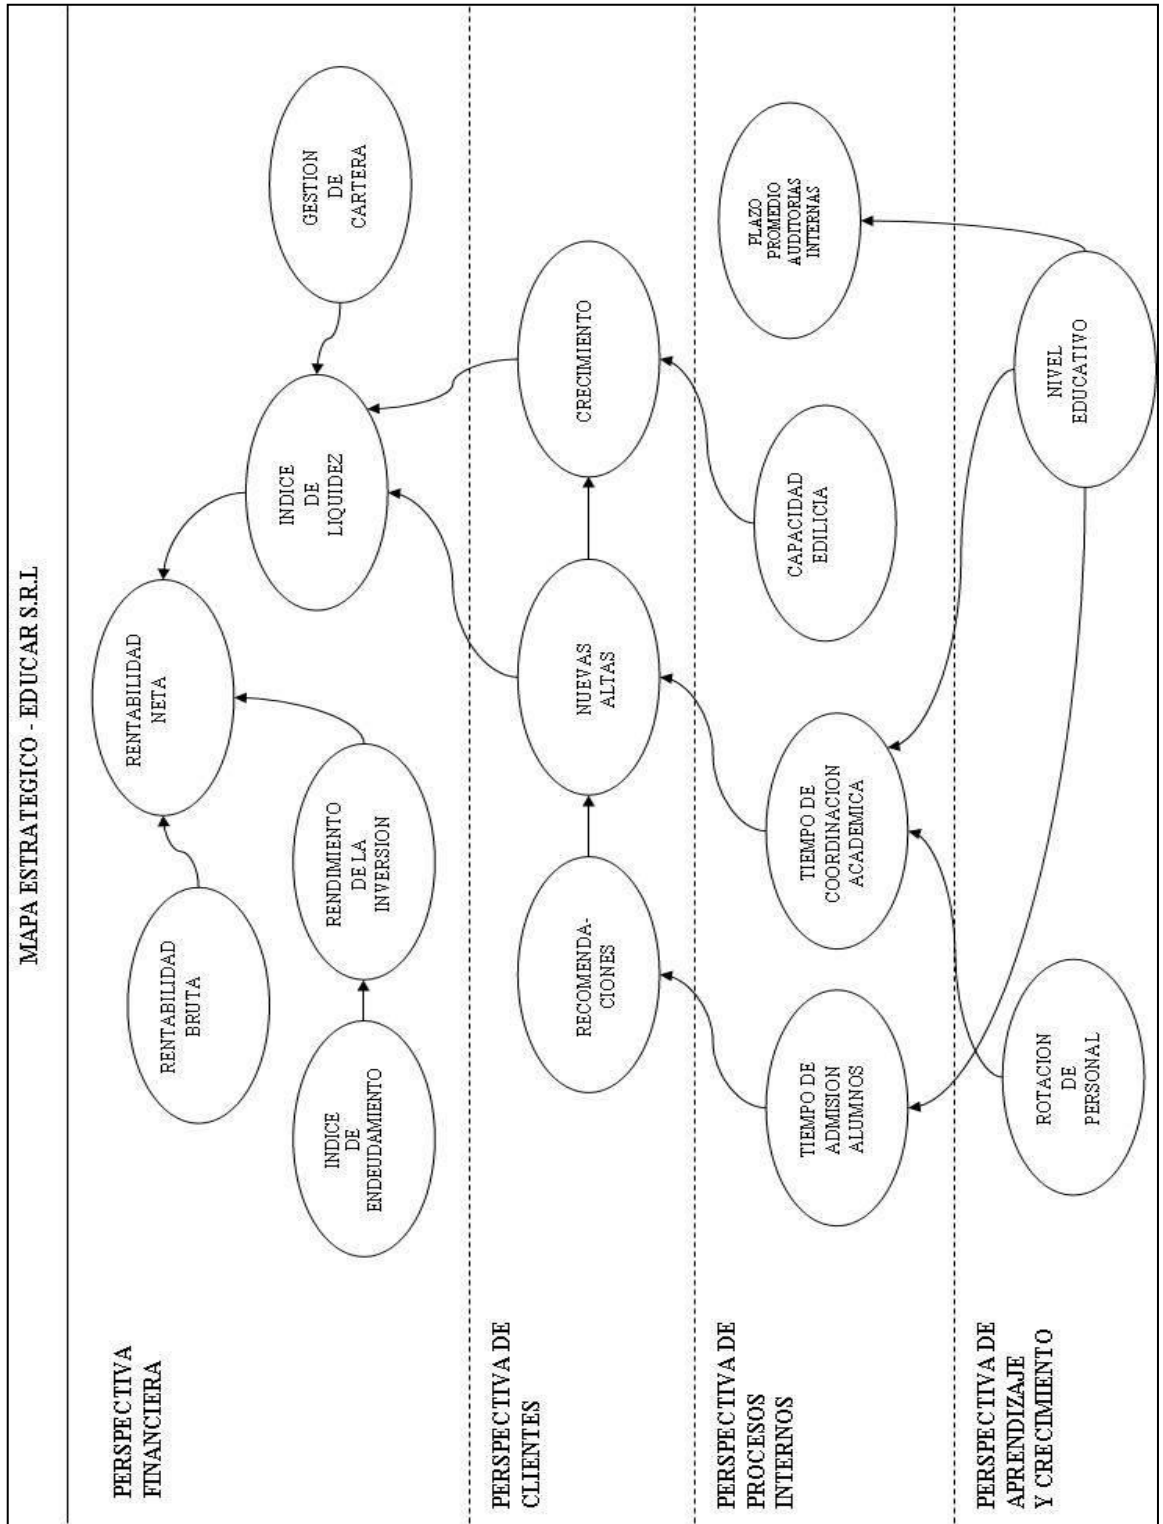 MAPA ESTRATEGICO - EDUCAR S.R.L
PERSPECTIVA
FINANCIERA
RENTABILIDAD
BRUTA
RENTABILIDAD
NETA
INDICE
DE
ENDEUDAMIENTO
RENDIMIENTO
DE LA
INVERSION
INDICE
DE
LIQUIDEZ
GESTION
DE
CARTERA
PERSPECTIVA DE
CLIENTES
RECOMENDA-
CIONES
NUEVAS
ALTAS
CRECIMIENTO
PERSPECTIVA DE
PROCESOS
INTERNOS
TIEMPO DE
ADMISION
ALUMNOS
TIEMPO DE
COORDINACION
ACADEMICA
CAPACIDAD
EDILICIA
PLAZO
PROMEDIO
AUDITORIAS
INTERNAS
PERSPECTIVA DE
APRENDIZAJE
Y CRECIMIENTO
ROTACION
DE
PERSONAL
NIVEL
EDUCATIVO